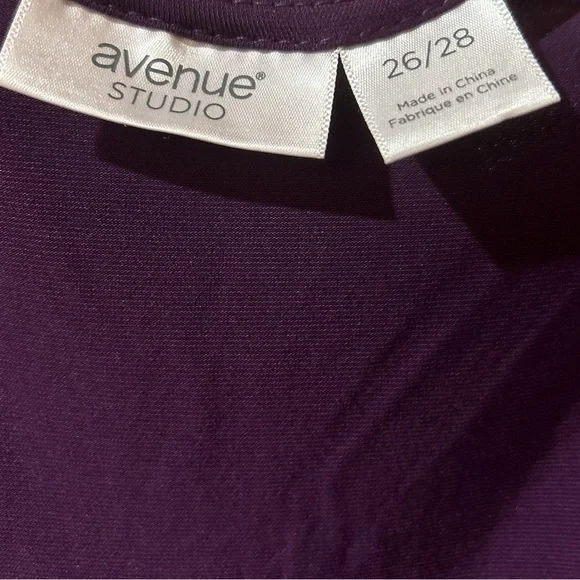 avenue®
STUDIO
26/28
Made in China
Fabriqué en Chine